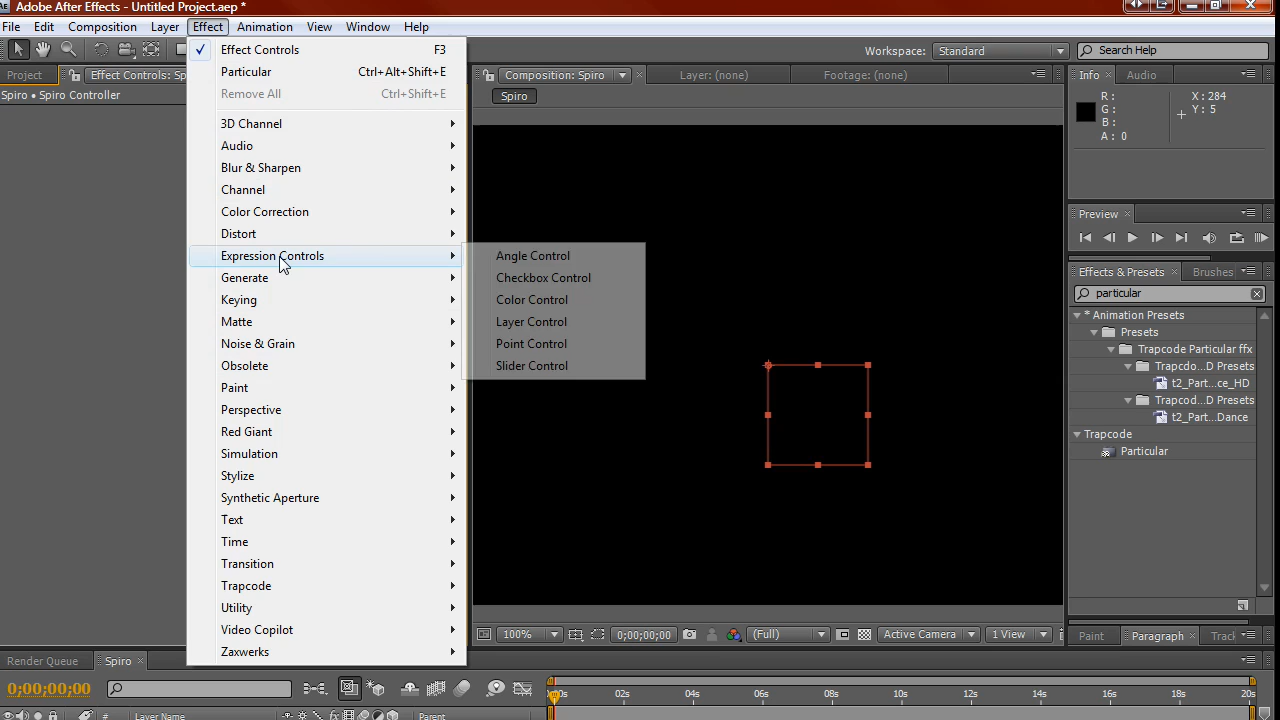 Adobe After Effects - Untitled Project.aep *
File Edit Composition Layer Effect Animation View Window Help
Workspace: Standard Search Help
Project Effect Controls: Sp
Spiro • Spiro Controller
Effect Controls F3
Particular Ctrl+Alt+Shift+E
Remove All Ctrl+Shift+E
3D Channel
Audio
Blur & Sharpen
Channel
Color Correction
Distort
Expression Controls
Generate
Keying
Matte
Noise & Grain
Obsolete
Paint
Perspective
Red Giant
Simulation
Stylize
Synthetic Aperture
Text
Time
Transition
Trapcode
Utility
Video Copilot
Zaxwerks
Angle Control
Checkbox Control
Color Control
Layer Control
Point Control
Slider Control
Composition: Spiro Layer: (none) Footage: (none)
Spiro
100% 0;00;00;00 (Full) Active Camera 1 View
Info Audio
R: X: 284
G: Y: 5
B:
A: 0
Preview
Effects & Presets Brushes
particular
* Animation Presets
Presets
Trapcode Particular ffx
Trapcdo...D Presets
t2_Part...ce_HD
Trapcod...D Presets
t2_Part...Dance
Trapcode
Particular
Paint Paragraph Track
Render Queue Spiro
0;00;00;00
00s 02s 04s 06s 08s 10s 12s 14s 16s 18s 20s
# Layer Name Parent